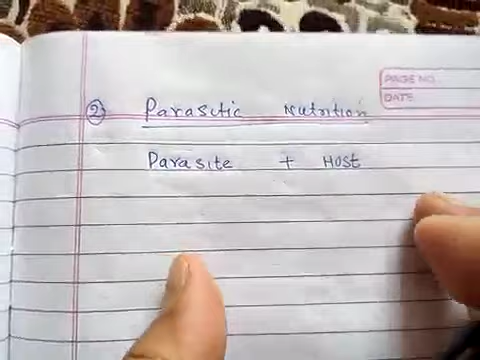 PAGE NO.
DATE
② Parasitic Nutrition
Parasite + Host